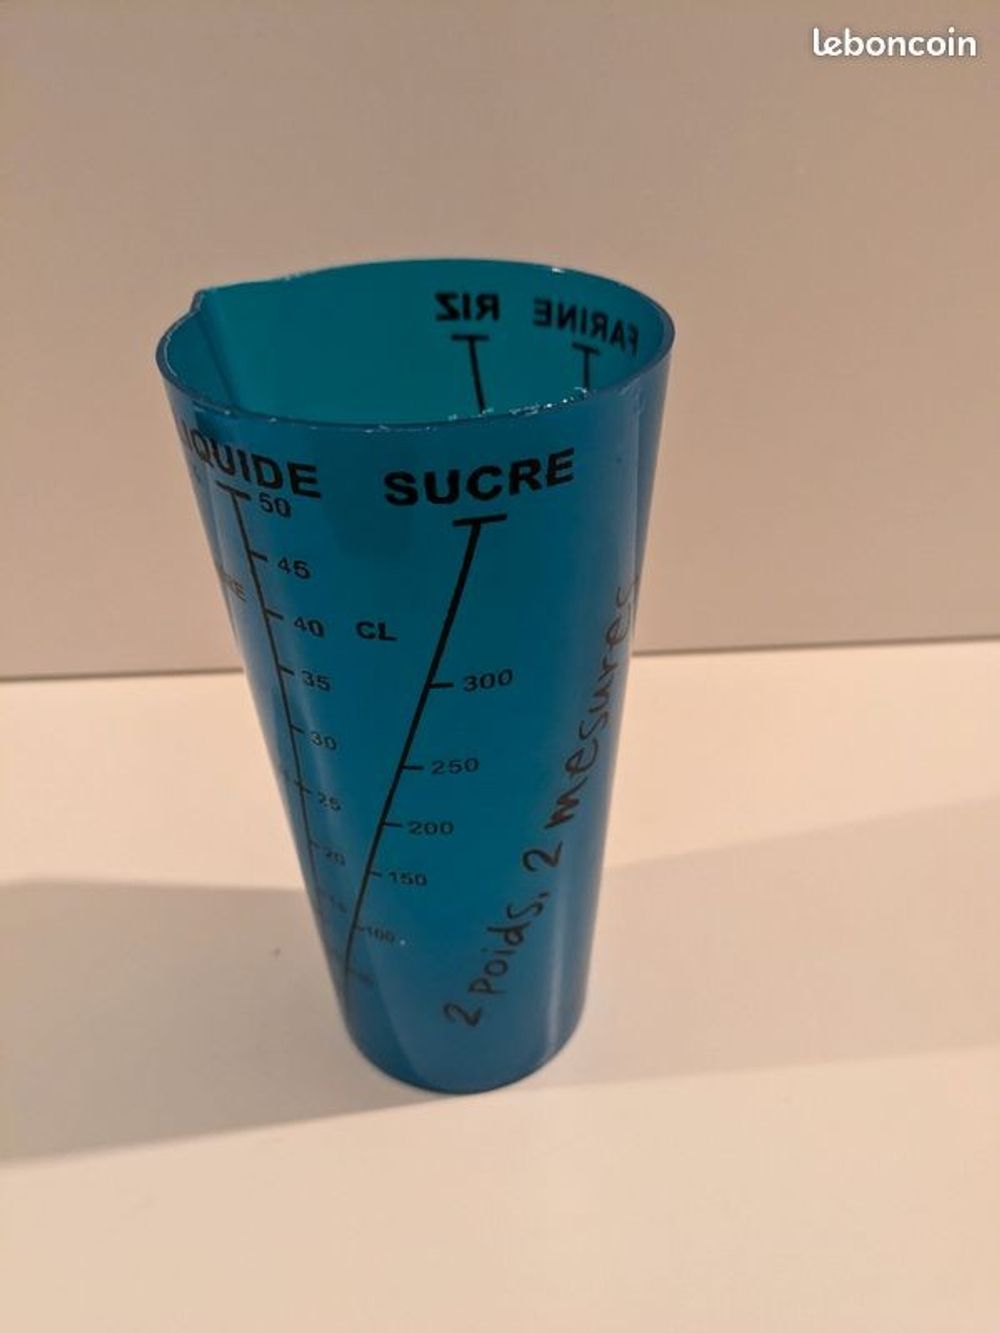 leboncoin
RIZ
FARINE
LIQUIDE
SUCRE
50
45
40
CL
35
300
30
250
25
200
20
150
100
2 Poids, 2 mesures